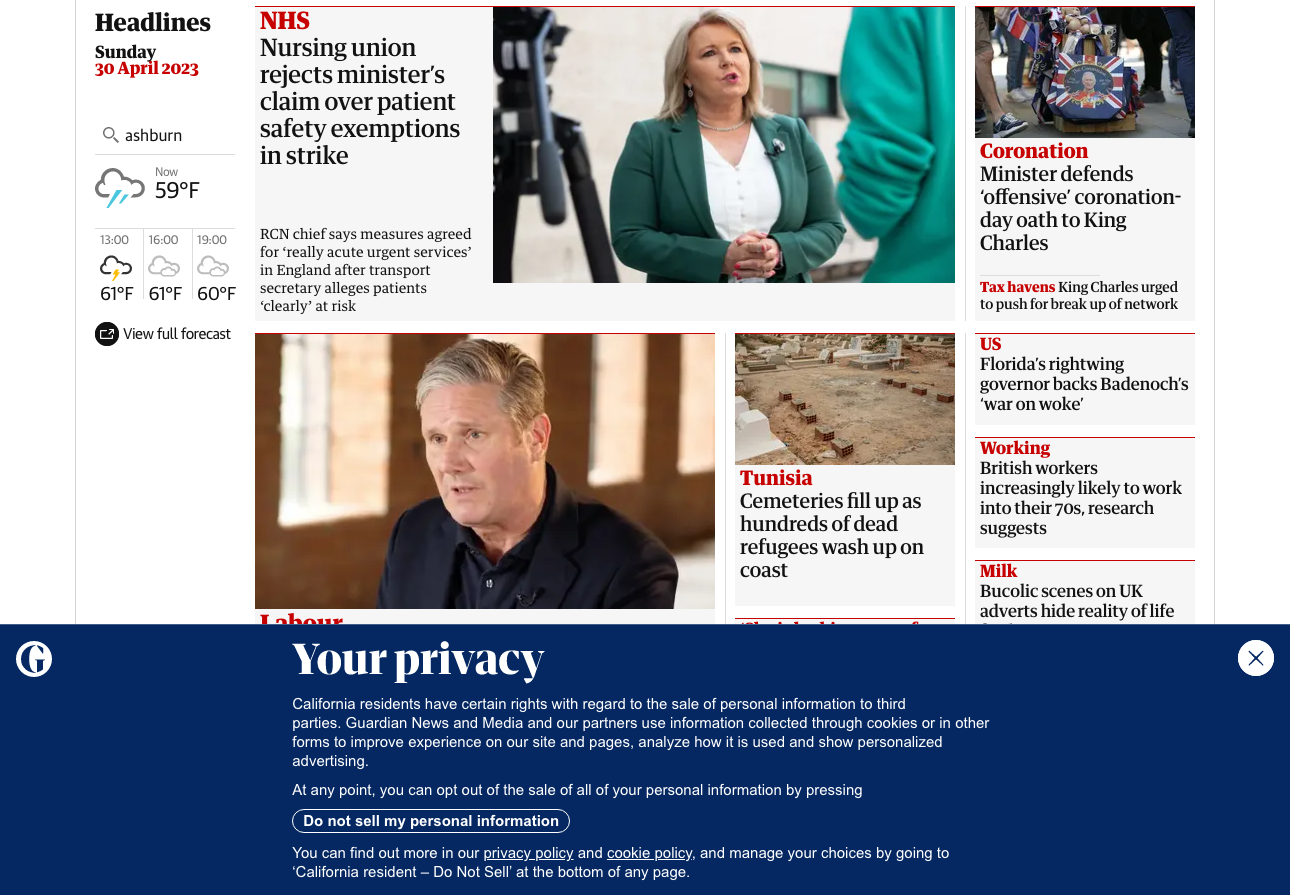 Headlines
Sunday
30 April 2023
ashburn
Now
59°F
13:00
16:00
19:00
61°F
61°F
60°F
View full forecast
NHS
Nursing union
rejects minister’s
claim over patient
safety exemptions
in strike
RCN chief says measures agreed
for ‘really acute urgent services’
in England after transport
secretary alleges patients
‘clearly’ at risk
Coronation
Minister defends
‘offensive’ coronation-
day oath to King
Charles
Tax havens King Charles urged
to push for break up of network
Labour
Tunisia
Cemeteries fill up as
hundreds of dead
refugees wash up on
coast
US
Florida’s rightwing
governor backs Badenoch’s
‘war on woke’
Working
British workers
increasingly likely to work
into their 70s, research
suggests
Milk
Bucolic scenes on UK
adverts hide reality of life
G
Your privacy
California residents have certain rights with regard to the sale of personal information to third
parties. Guardian News and Media and our partners use information collected through cookies or in other
forms to improve experience on our site and pages, analyze how it is used and show personalized
advertising.
At any point, you can opt out of the sale of all of your personal information by pressing
Do not sell my personal information
You can find out more in our privacy policy and cookie policy, and manage your choices by going to
‘California resident – Do Not Sell’ at the bottom of any page.